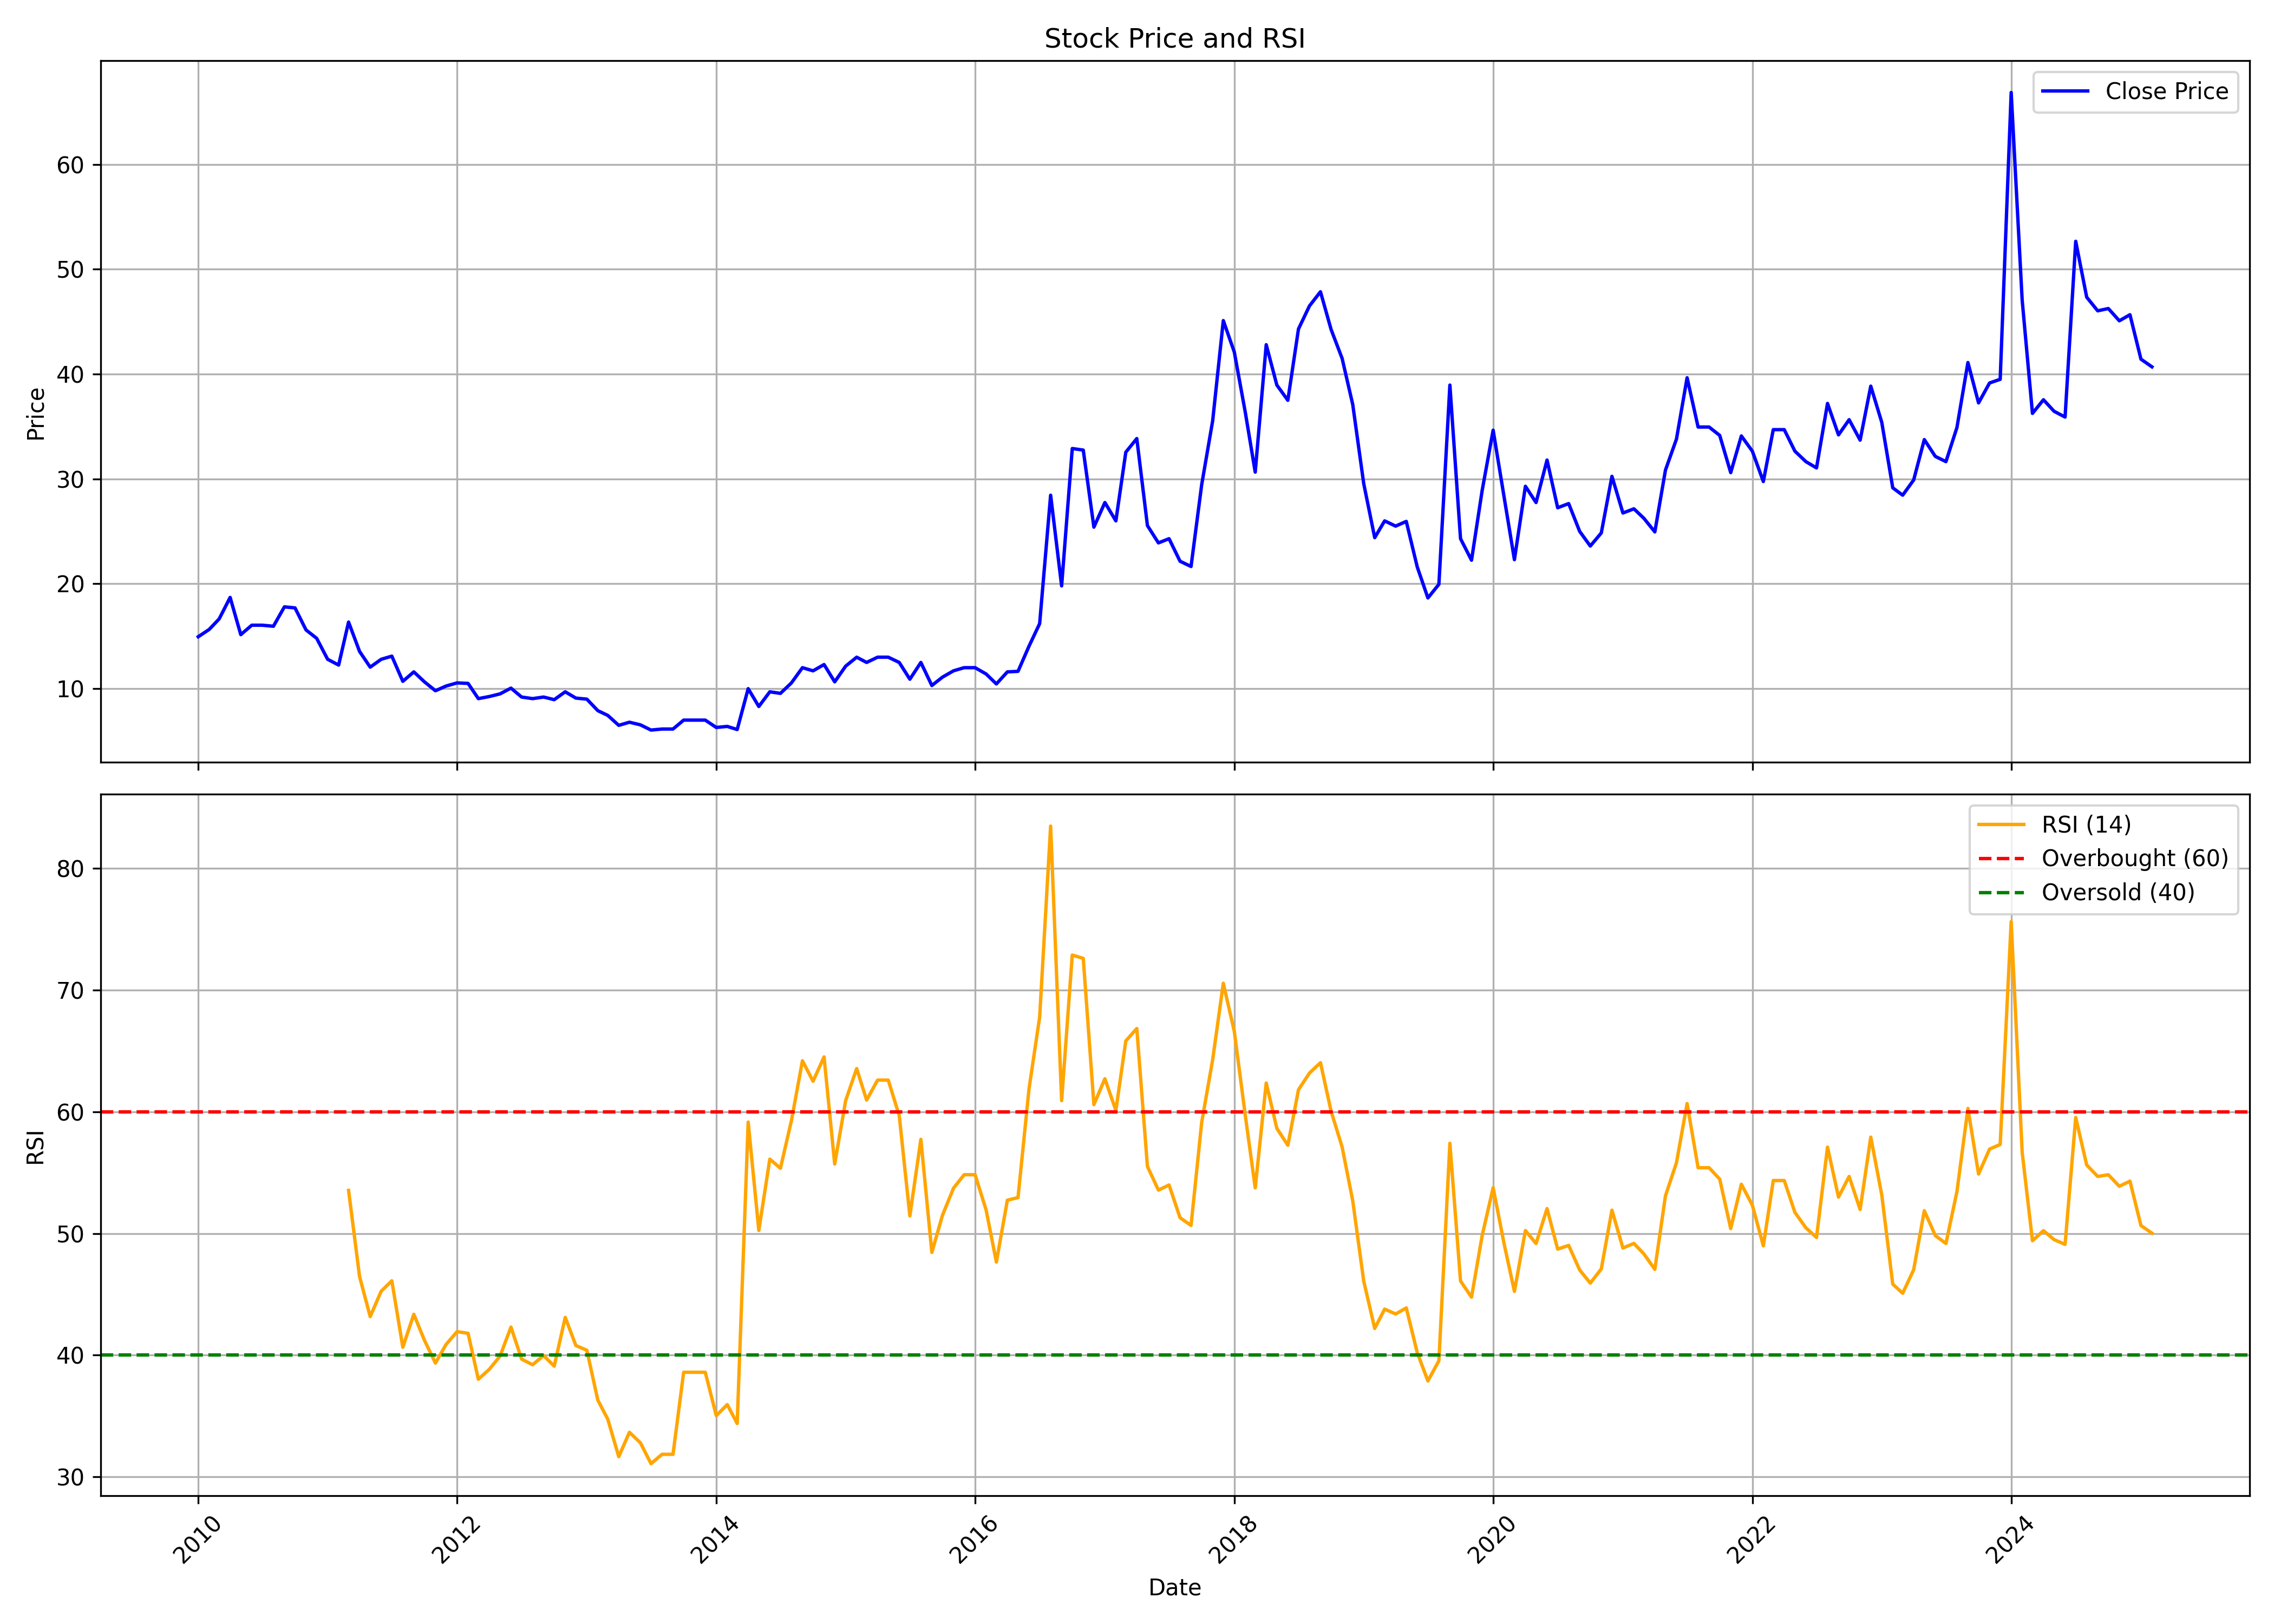 Stock Price and RSI
Close Price
Price
60
50
40
30
20
10
RSI (14)
Overbought (60)
Oversold (40)
RSI
80
70
60
50
40
30
2010
2012
2014
2016
2018
2020
2022
2024
Date